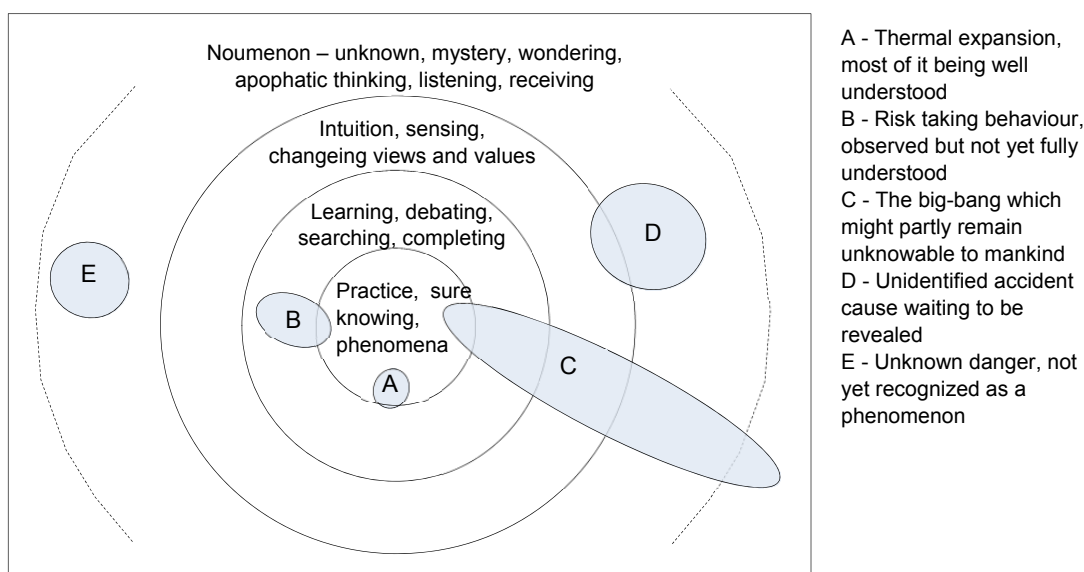 Noumenon – unknown, mystery, wondering,
apophatic thinking, listening, receiving
Intuition, sensing,
changeing views and values
Learning, debating,
searching, completing
Practice, sure
knowing,
phenomena
A
B
C
D
E
A - Thermal expansion,
most of it being well
understood
B - Risk taking behaviour,
observed but not yet fully
understood
C - The big-bang which
might partly remain
unknowable to mankind
D - Unidentified accident
cause waiting to be
revealed
E - Unknown danger, not
yet recognized as a
phenomenon